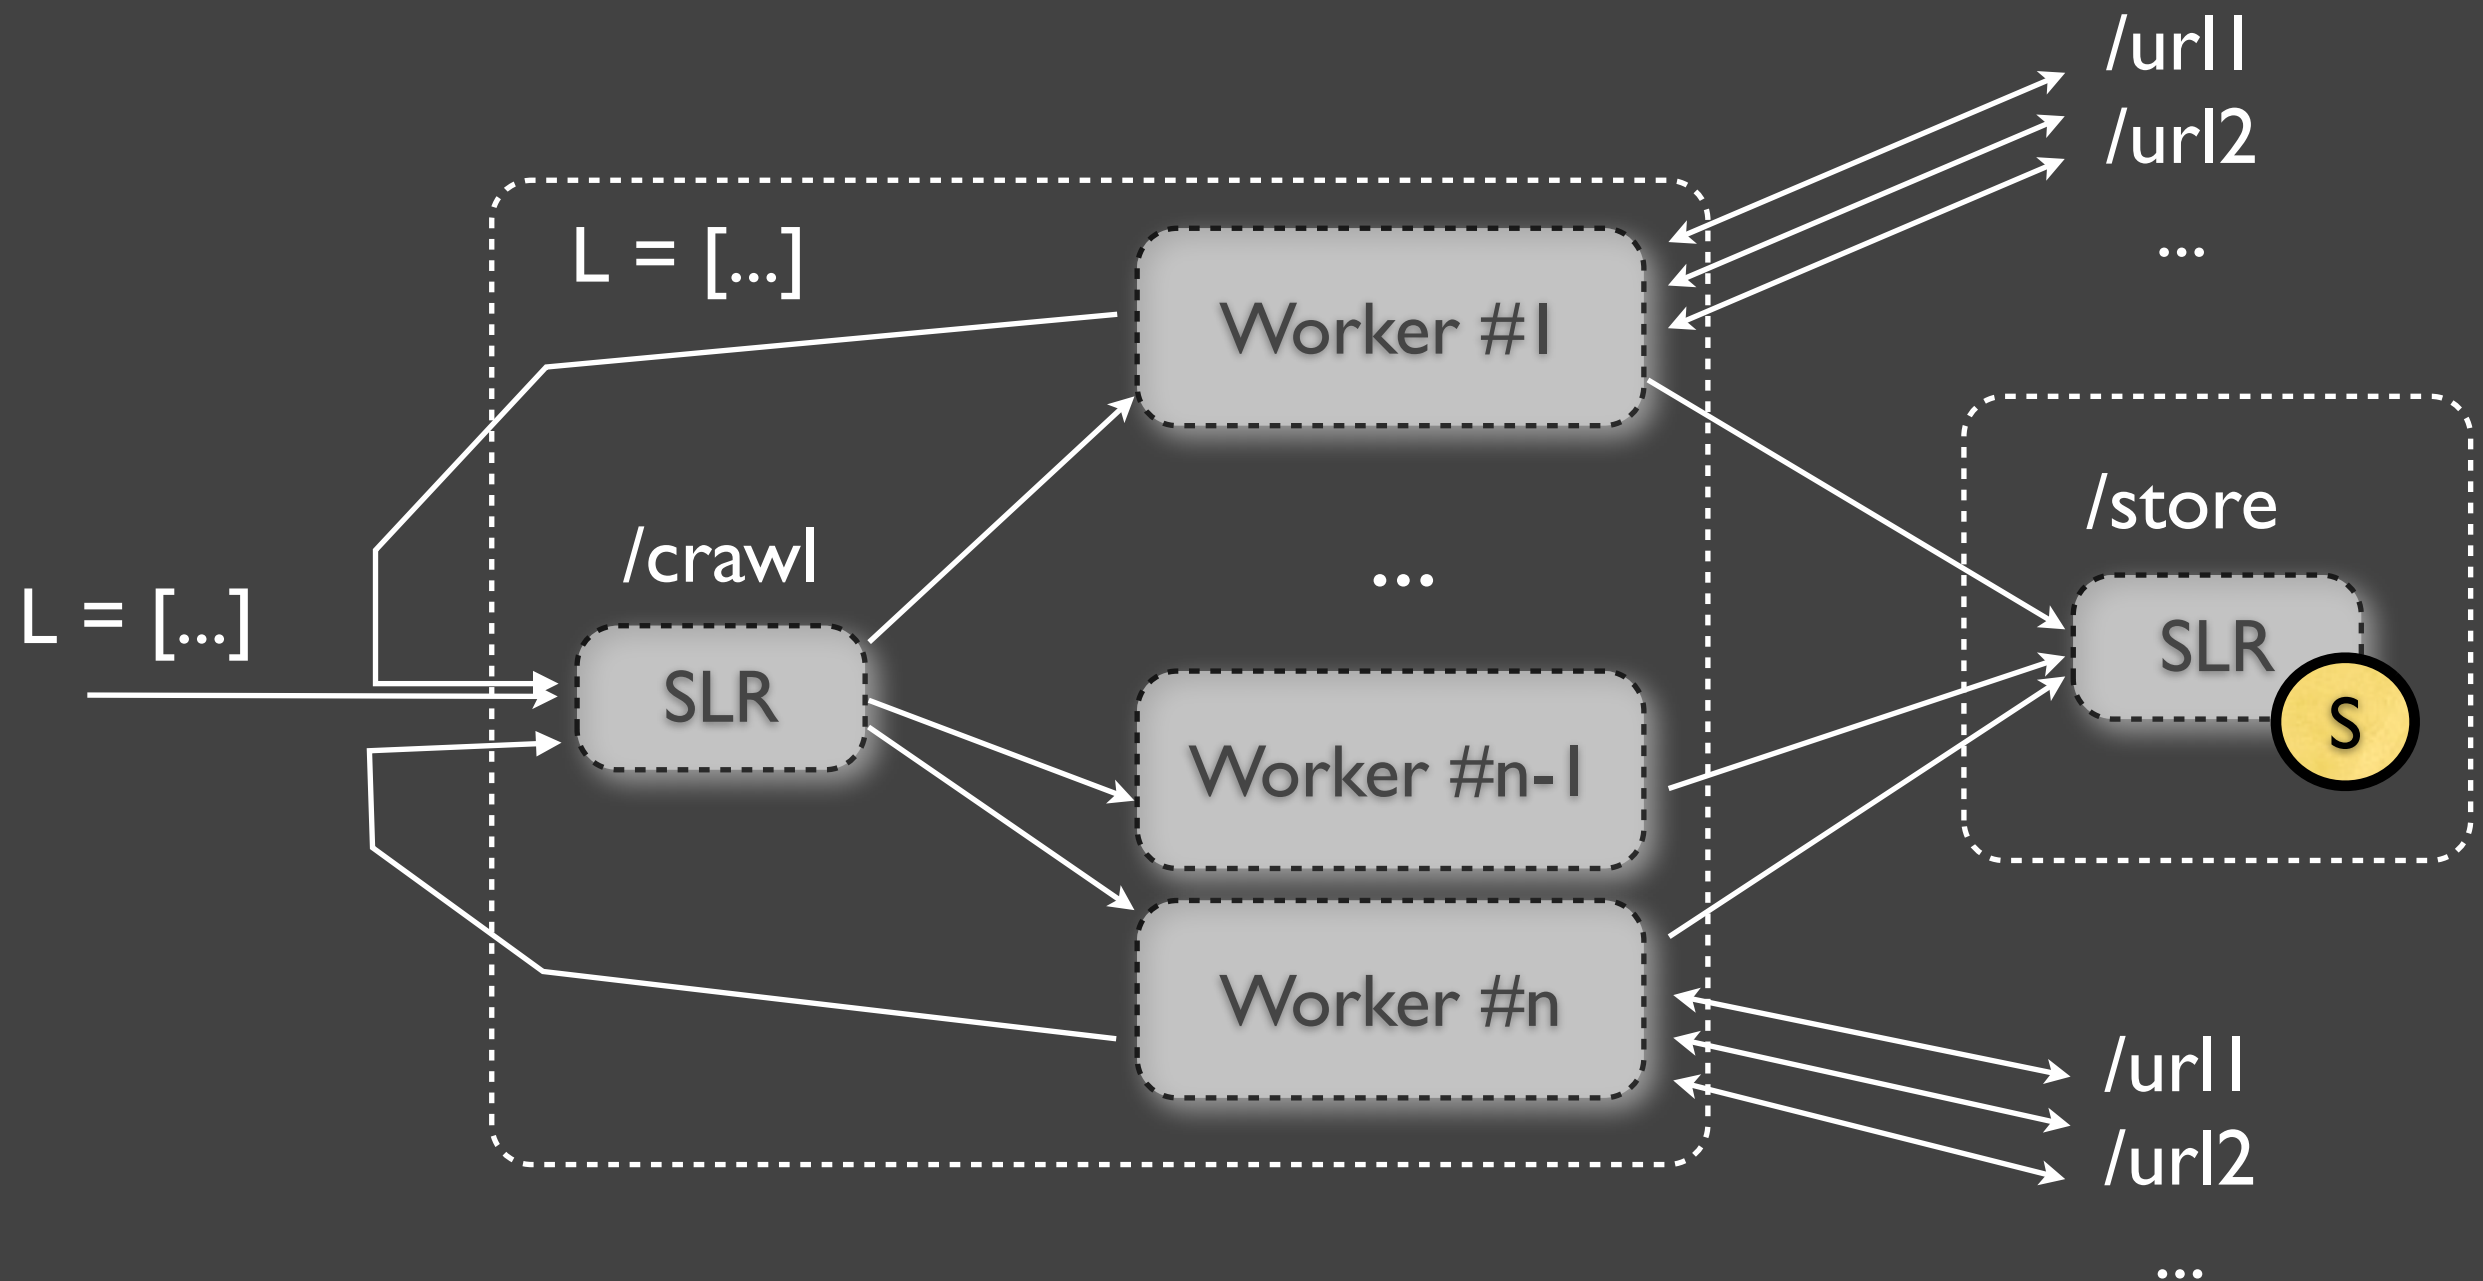 /url1
/url2
...
L = [...]
Worker #1
/store
/crawl
...
L = [...]
SLR
SLR
S
Worker #n-1
Worker #n
/url1
/url2
...